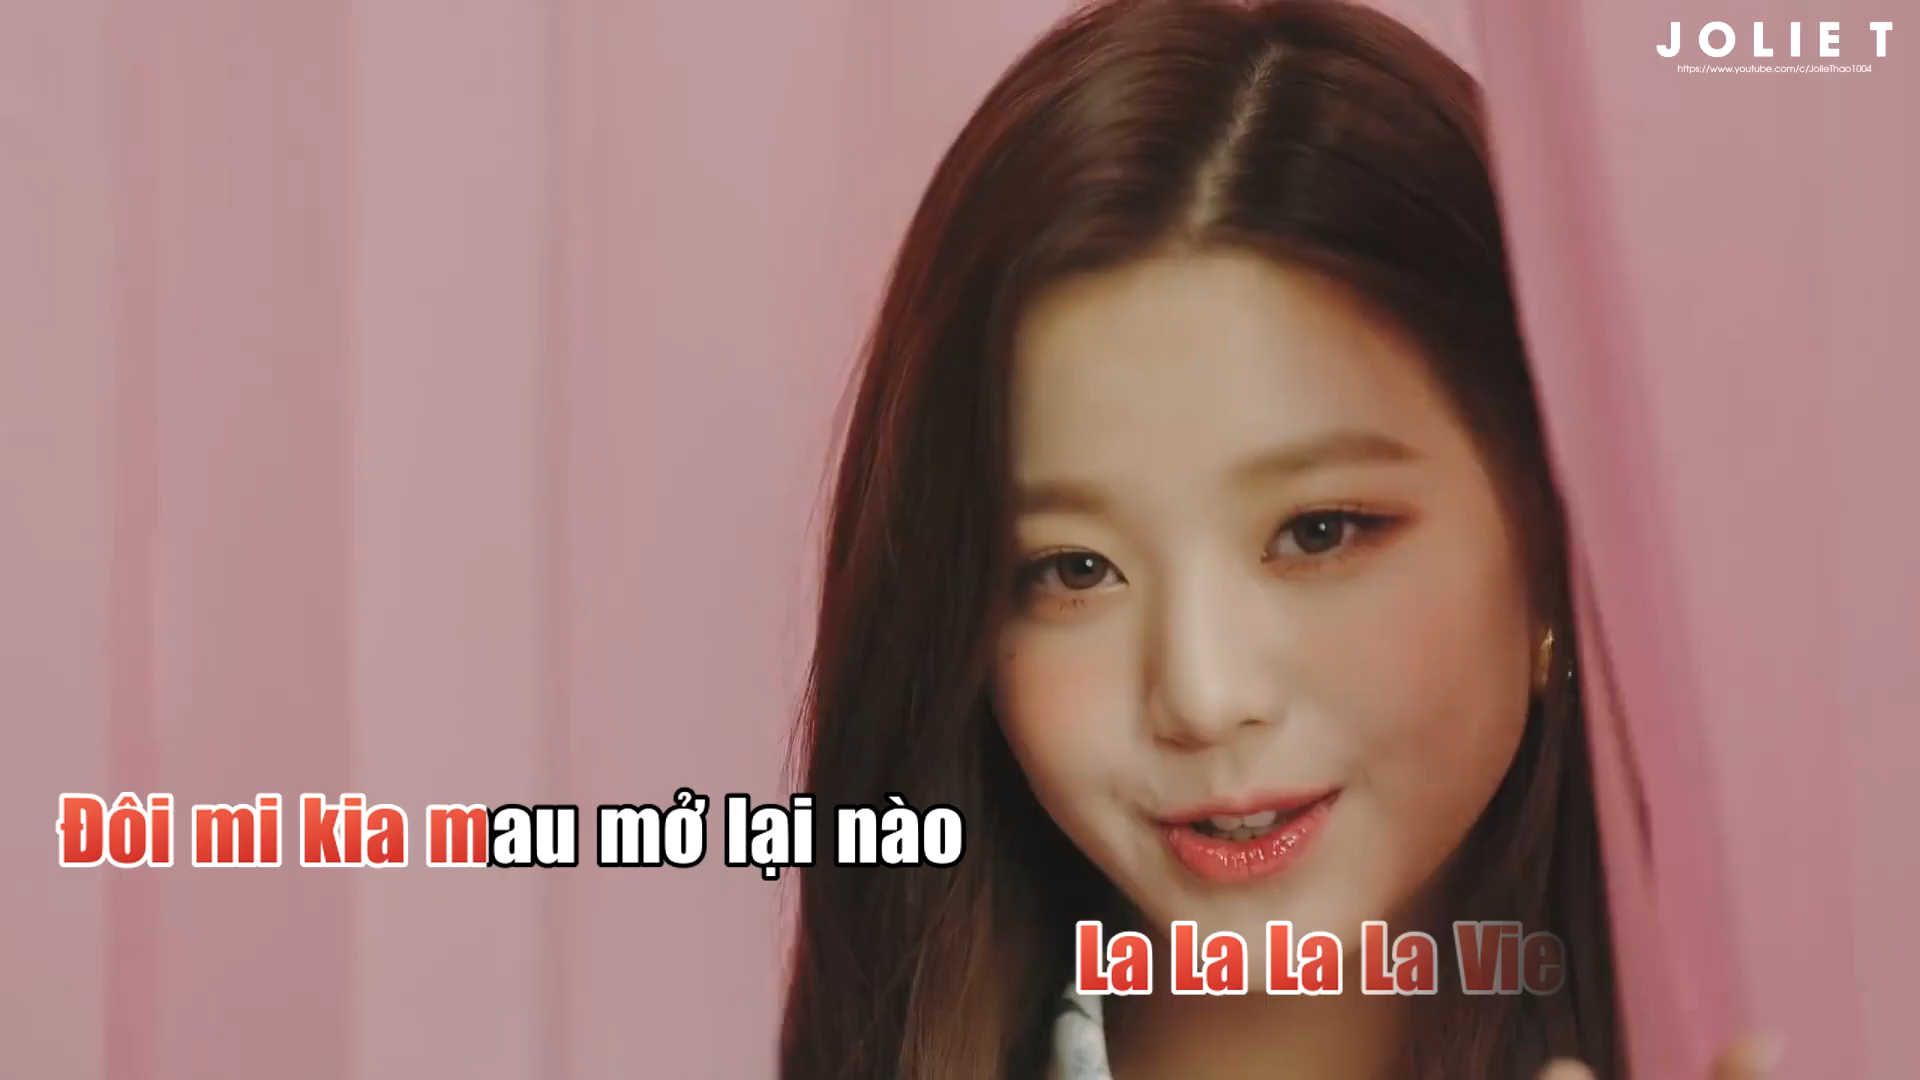 JOLIE T
https://www.youtube.com/c/JolieThao1004
Đôi mi kia mau mở lại nào
La La La La Vie